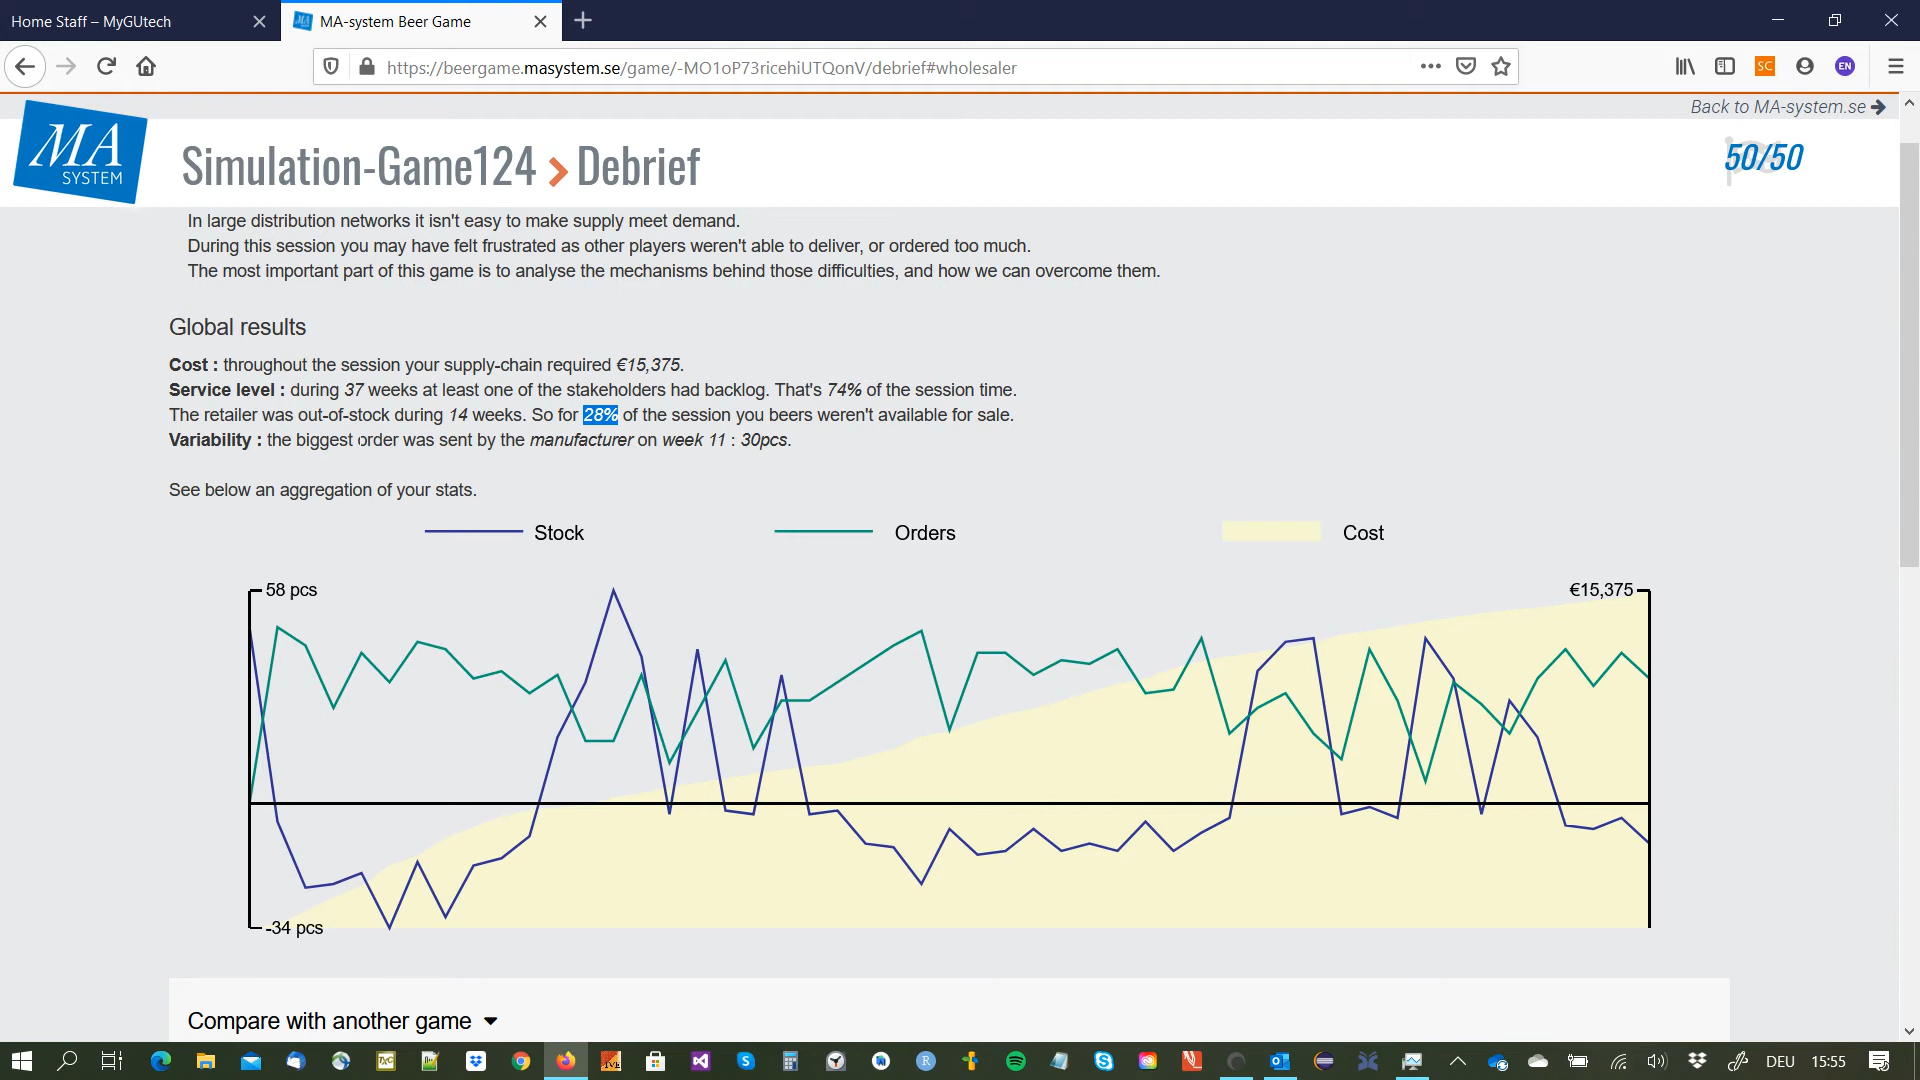 Home Staff – MyGUtech
MA-system Beer Game
https://beergame.masystem.se/game/-MO1oP73ricehiUTQonV/debrief#wholesaler
SC
EN
Back to MA-system.se
MA
SYSTEM
Simulation-Game124 Debrief
50/50
In large distribution networks it isn't easy to make supply meet demand.
During this session you may have felt frustrated as other players weren't able to deliver, or ordered too much.
The most important part of this game is to analyse the mechanisms behind those difficulties, and how we can overcome them.
Global results
Cost : throughout the session your supply-chain required €15,375.
Service level : during 37 weeks at least one of the stakeholders had backlog. That's 74% of the session time.
The retailer was out-of-stock during 14 weeks. So for 28% of the session you beers weren't available for sale.
Variability : the biggest order was sent by the manufacturer on week 11 : 30pcs.
See below an aggregation of your stats.
Stock
Orders
Cost
58 pcs
€15,375
-34 pcs
Compare with another game
DEU
15:55